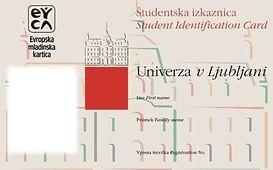 eyca
Evropska
mladinska
kartica
Študentska izkaznica
Student Identification Card
Univerza v Ljubljani
Ime First name
Priimek Family name
Vpisna številka Registration No.